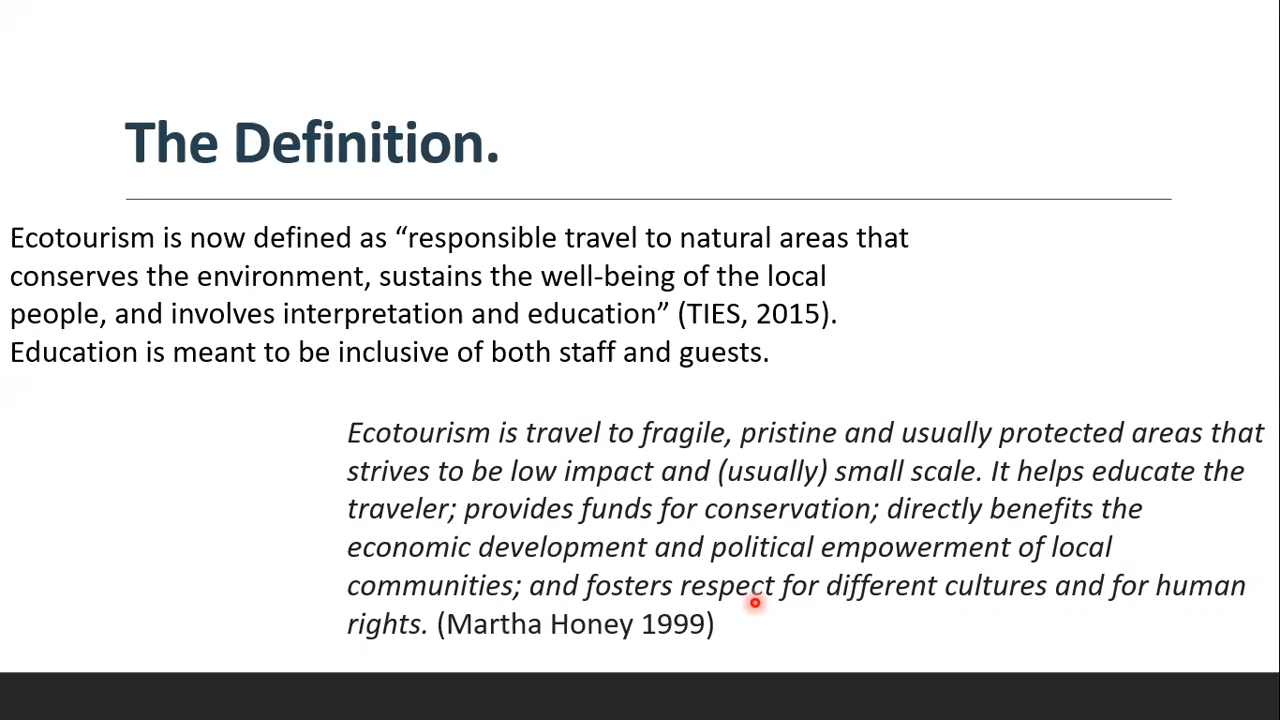 The Definition.
Ecotourism is now defined as “responsible travel to natural areas that
conserves the environment, sustains the well-being of the local
people, and involves interpretation and education” (TIES, 2015).
Education is meant to be inclusive of both staff and guests.
Ecotourism is travel to fragile, pristine and usually protected areas that
strives to be low impact and (usually) small scale. It helps educate the
traveler; provides funds for conservation; directly benefits the
economic development and political empowerment of local
communities; and fosters respect for different cultures and for human
rights. (Martha Honey 1999)